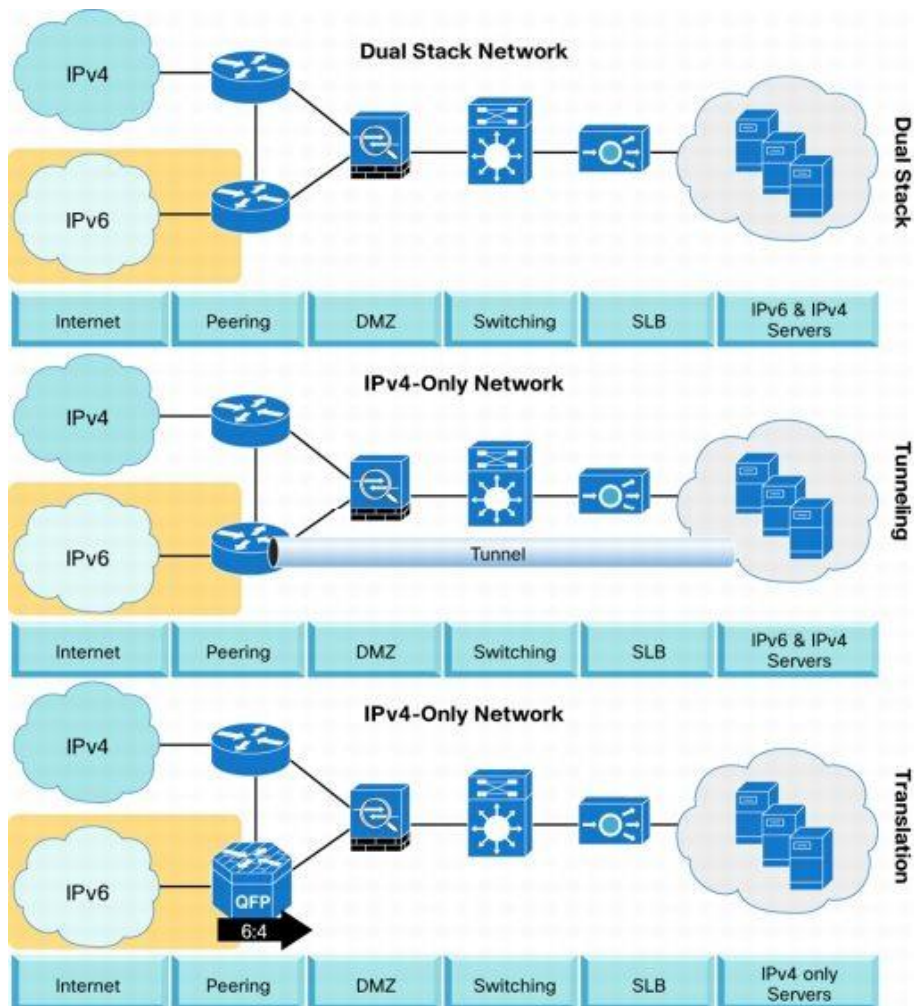 Dual Stack Network
IPv4
IPv6
Dual Stack
Internet
Peering
DMZ
Switching
SLB
IPv6 & IPv4
Servers
IPv4-Only Network
IPv4
IPv6
Tunnel
Tunneling
Internet
Peering
DMZ
Switching
SLB
IPv6 & IPv4
Servers
IPv4-Only Network
IPv4
IPv6
QFP
6:4
Translation
Internet
Peering
DMZ
Switching
SLB
IPv4 only
Servers